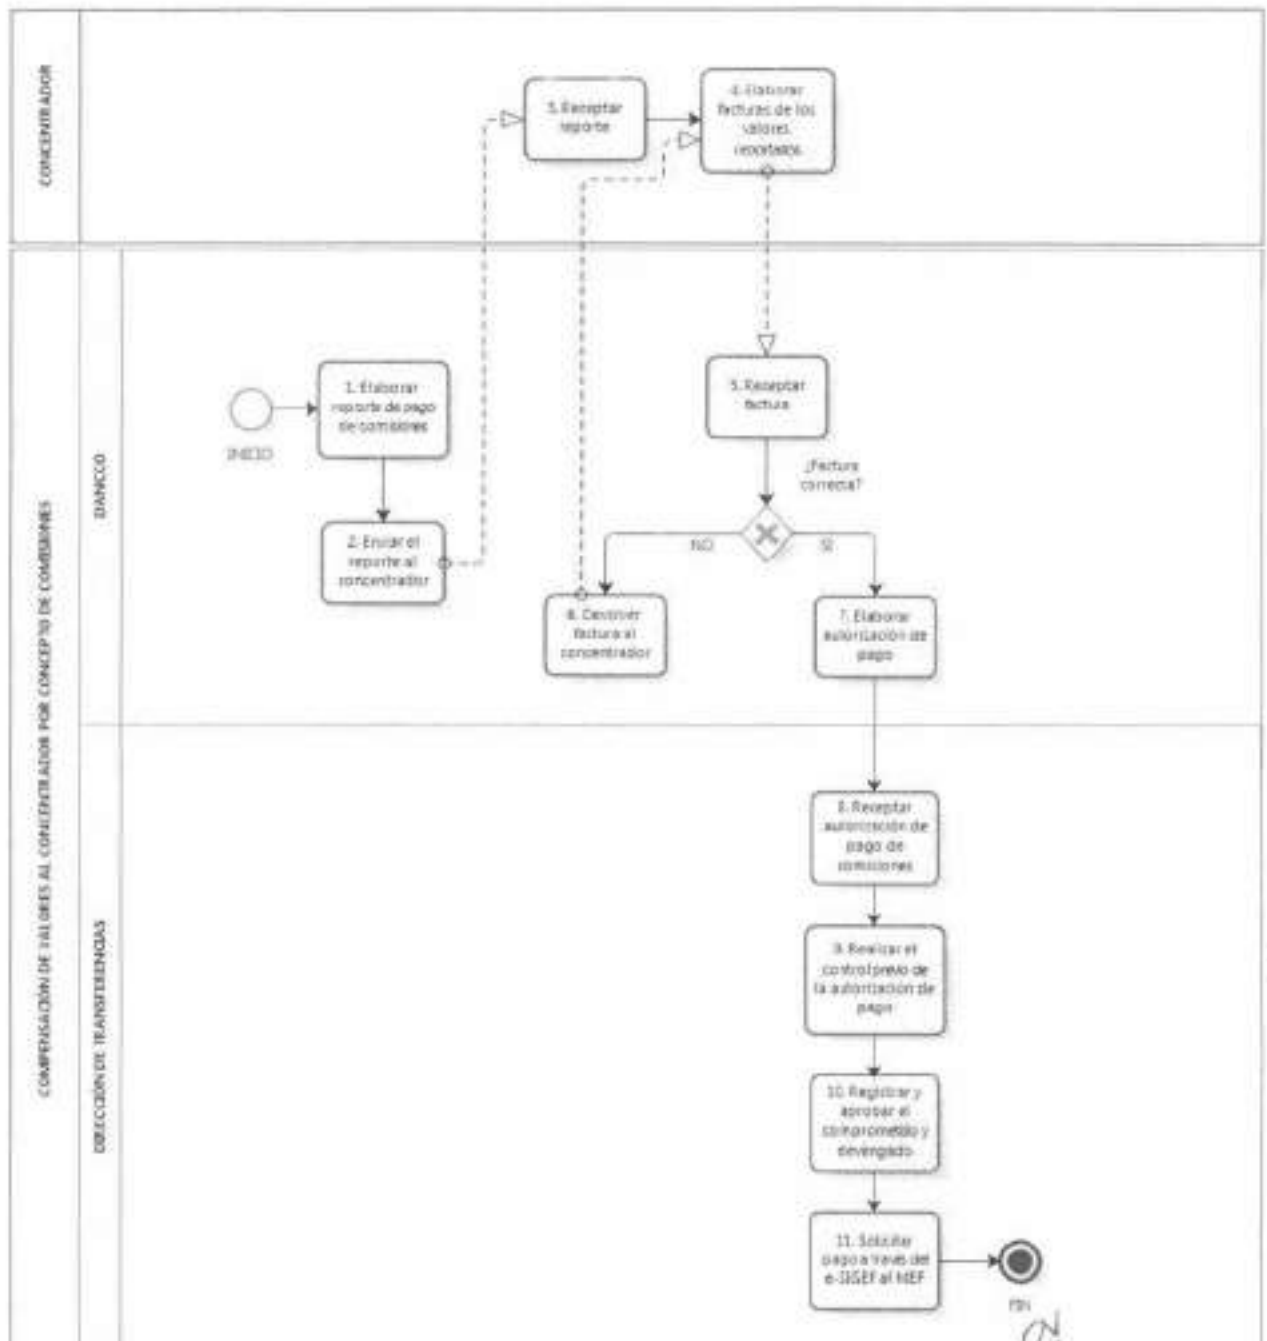 CONCENTRADOR
3. Receptar
reporte
4. Elaborar
facturas de los
valores
reportados
COMPENSACIÓN DE VALORES AL CONCENTRADOR POR CONCEPTO DE COMISIONES
DANCCO
INICIO
1. Elaborar
reporte de pago
de comisiones
2. Enviar el
reporte al
concentrador
5. Receptar
factura
¿Factura
correcta?
NO
SI
6. Devolver
factura al
concentrador
7. Elaborar
autorización de
pago
DIRECCIÓN DE TRANSFERENCIAS
8. Receptar
autorización de
pago de
comisiones
9. Realizar el
control previo de
la autorización de
pago
10. Registrar y
aprobar el
comprometido y
devengado
11. Solicitar
pago a través del
e-SIGEF al MEF
FIN